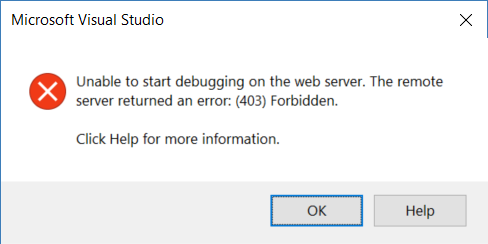 Microsoft Visual Studio
Unable to start debugging on the web server. The remote
server returned an error: (403) Forbidden.
Click Help for more information.
OK
Help